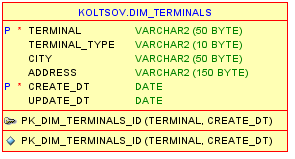 KOLTSOV.DIM_TERMINALS
P * TERMINAL VARCHAR2 (50 BYTE)
TERMINAL_TYPE VARCHAR2 (10 BYTE)
CITY VARCHAR2 (50 BYTE)
ADDRESS VARCHAR2 (150 BYTE)
P * CREATE_DT DATE
UPDATE_DT DATE
PK_DIM_TERMINALS_ID (TERMINAL, CREATE_DT)
PK_DIM_TERMINALS_ID (TERMINAL, CREATE_DT)